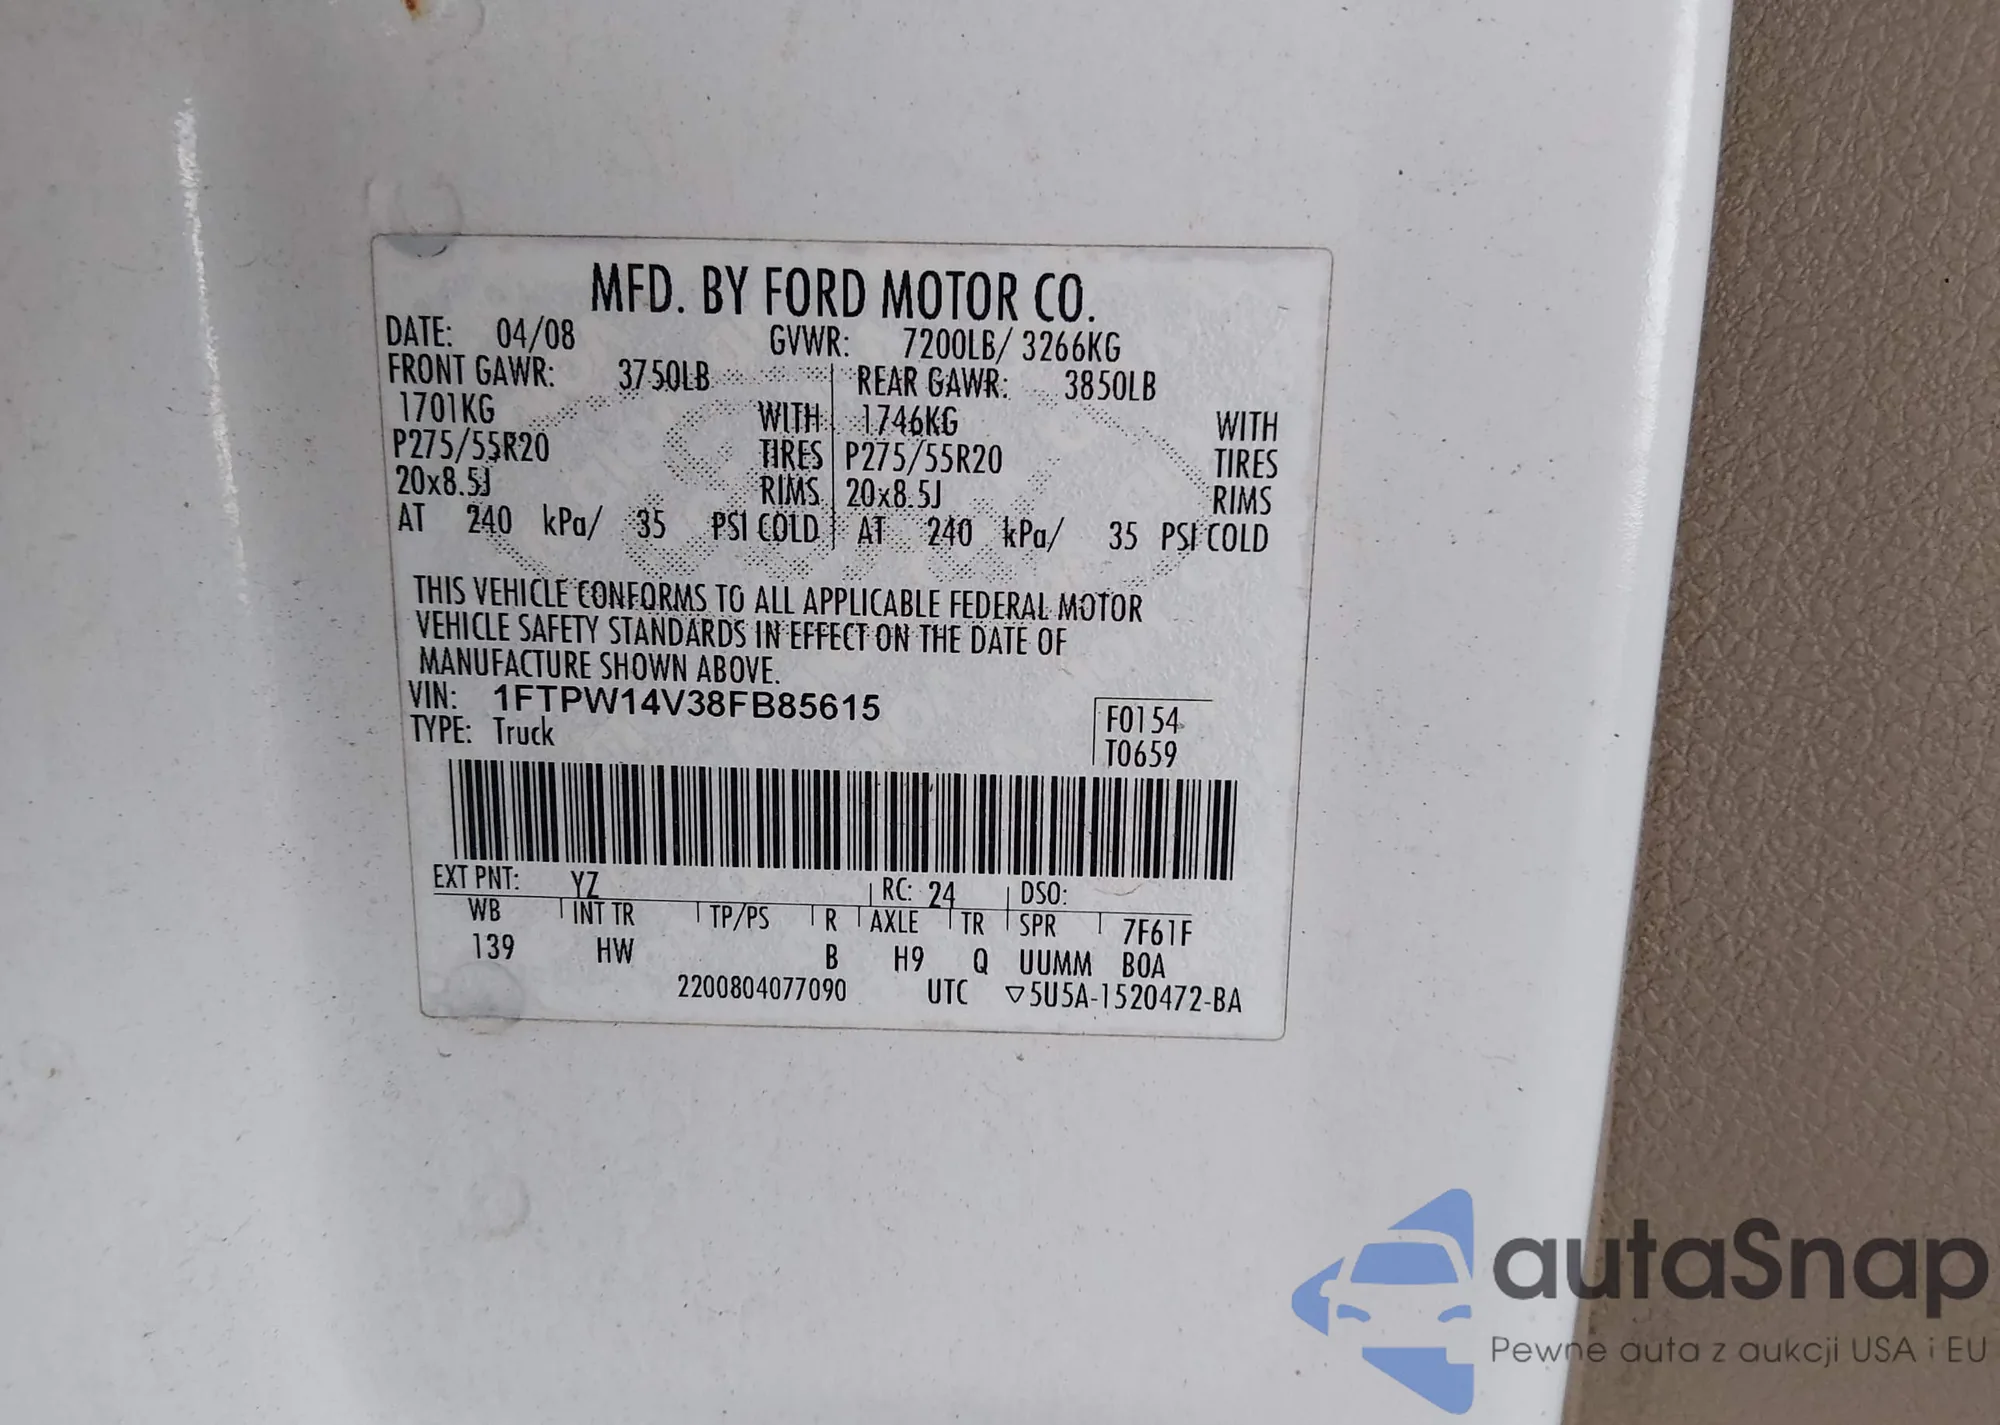 MFD. BY FORD MOTOR CO.
DATE: 04/08 GVWR: 7200LB/ 3266KG
FRONT GAWR: 3750LB REAR GAWR: 3850LB
1701KG WITH 1746KG WITH
P275/55R20 TIRES P275/55R20 TIRES
20x8.5J RIMS 20x8.5J RIMS
AT 240 kPa/ 35 PSI COLD AT 240 kPa/ 35 PSI COLD
THIS VEHICLE CONFORMS TO ALL APPLICABLE FEDERAL MOTOR
VEHICLE SAFETY STANDARDS IN EFFECT ON THE DATE OF
MANUFACTURE SHOWN ABOVE.
VIN: 1FTPW14V38FB85615 F0154
TYPE: Truck T0659
EXT PNT: YZ RC: 24 DSO:
WB INT TR TP/PS R AXLE TR SPR 7F61F
139 HW B H9 Q UUMM BOA
2200804077090 UTC ▽5U5A-1520472-BA
autaSnap
Pewne auta z aukcji USA i EU